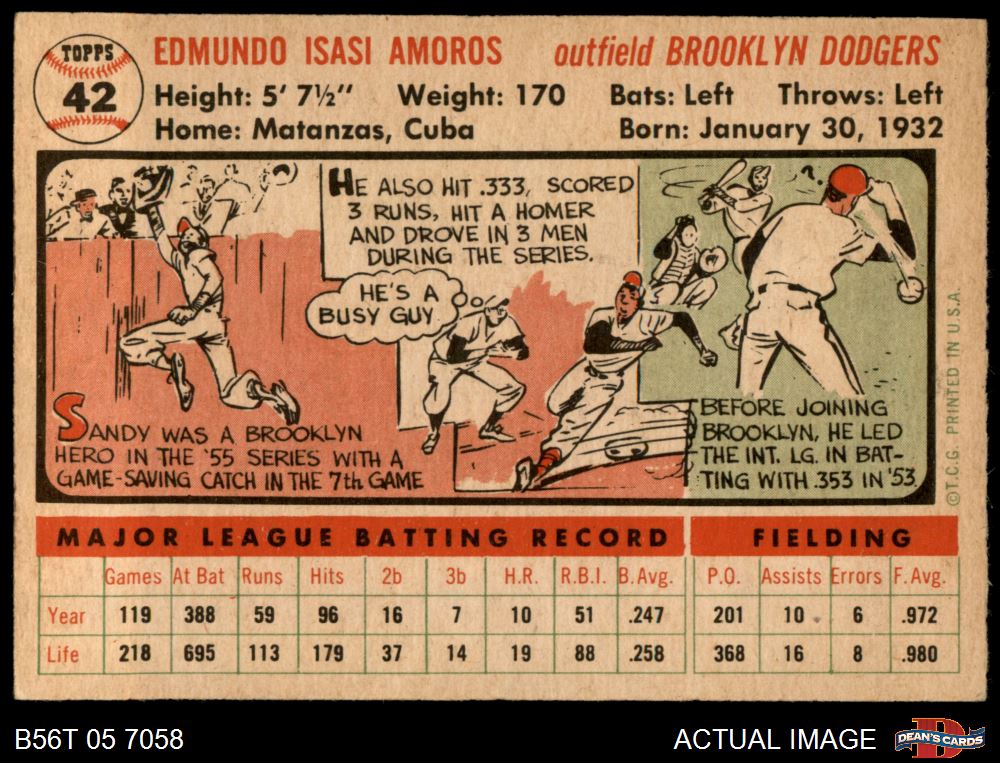 TOPPS
42
EDMUNDO ISASI AMOROS outfield BROOKLYN DODGERS
Height: 5' 7½" Weight: 170 Bats: Left Throws: Left
Home: Matanzas, Cuba Born: January 30, 1932
SANDY WAS A BROOKLYN
HERO IN THE '55 SERIES WITH A
GAME-SAVING CATCH IN THE 7th GAME
HE ALSO HIT .333, SCORED
3 RUNS, HIT A HOMER
AND DROVE IN 3 MEN
DURING THE SERIES.
HE'S A
BUSY GUY
?
BEFORE JOINING
BROOKLYN, HE LED
THE INT. LG. IN BAT-
TING WITH .353 IN '53.
©T.C.G. PRINTED IN U.S.A.
MAJOR LEAGUE BATTING RECORD FIELDING
Games At Bat Runs Hits 2b 3b H.R. R.B.I. B.Avg. P.O. Assists Errors F.Avg.
Year 119 388 59 96 16 7 10 51 .247 201 10 6 .972
Life 218 695 113 179 37 14 19 88 .258 368 16 8 .980
B56T 05 7058 ACTUAL IMAGE DEAN'S CARDS